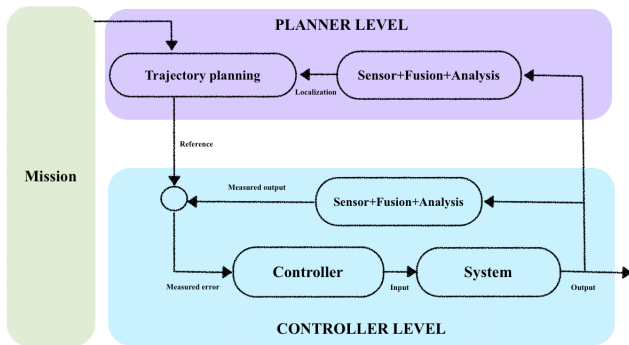 PLANNER LEVEL
Trajectory planning
Sensor+Fusion+Analysis
Localization
Reference
Mission
Measured output
Sensor+Fusion+Analysis
Controller
System
Measured error
Input
Output
CONTROLLER LEVEL